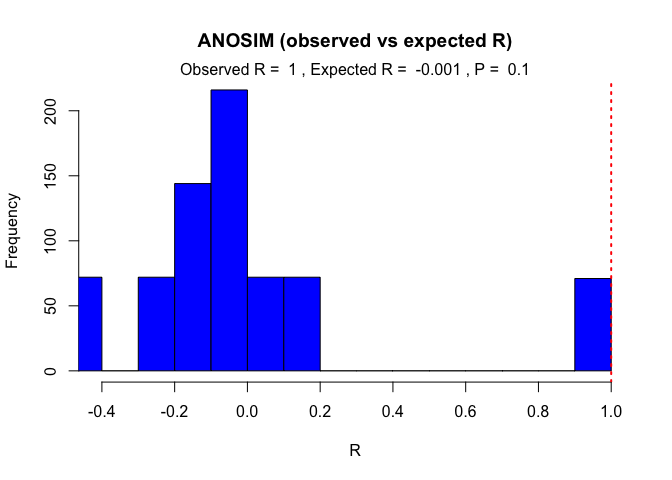 ANOSIM (observed vs expected R)
Observed R =  1 , Expected R =  -0.001 , P =  0.1
Frequency
200
150
100
50
0
-0.4 -0.2 0.0 0.2 0.4 0.6 0.8 1.0
R